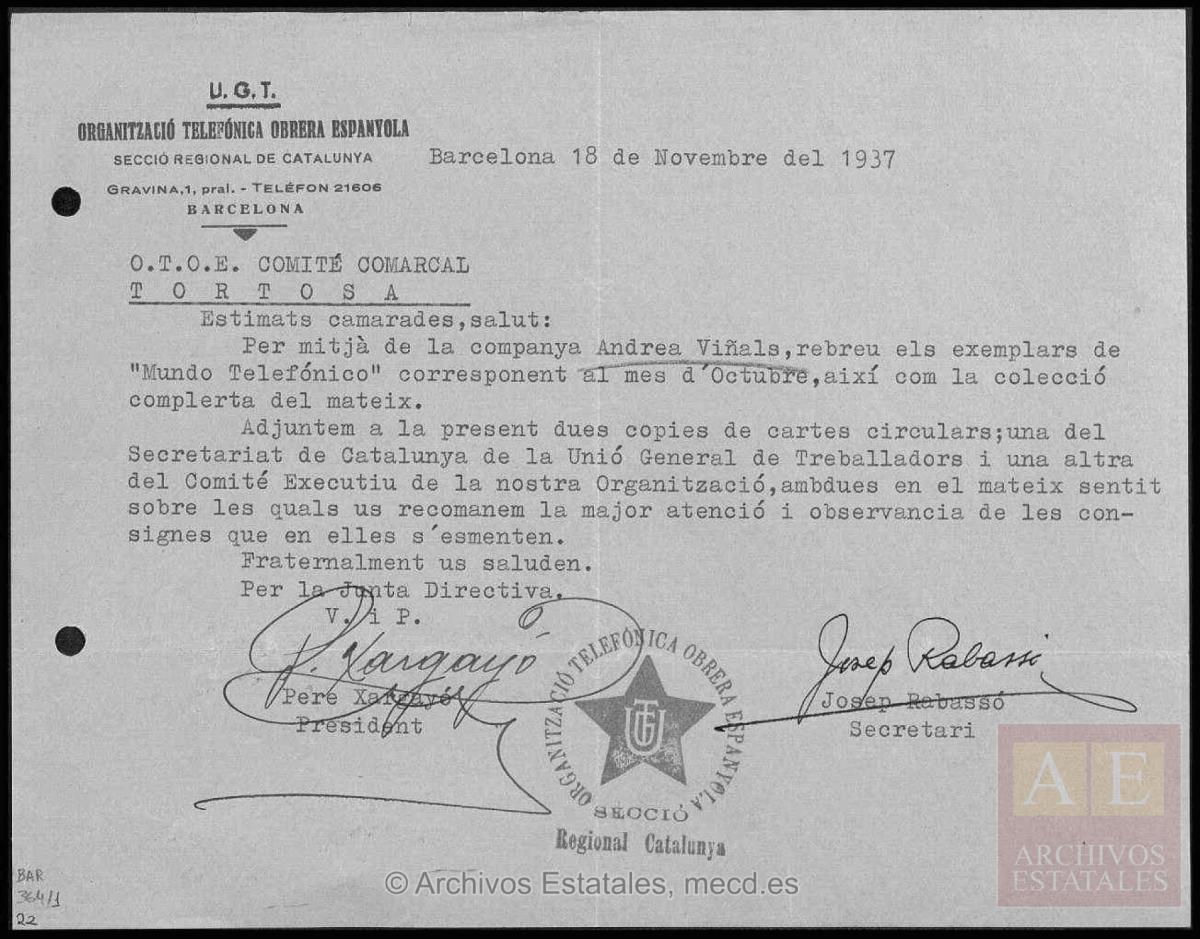 U. G. T.
ORGANITZACIÓ TELEFÓNICA OBRERA ESPANYOLA
SECCIÓ REGIONAL DE CATALUNYA
GRAVINA, 1, pral. - TELÉFON 21606
BARCELONA
Barcelona 18 de Novembre del 1937
O.T.O.E. COMITÉ COMARCAL
T O R T O S A
Estimats camarades,salut:
Per mitjà de la companya Andrea Viñals,rebreu els exemplars de
"Mundo Telefónico" corresponent al mes d´Octubre,així com la colecció
complerta del mateix.
Adjuntem a la present dues copies de cartes circulars;una del
Secretariat de Catalunya de la Unió General de Treballadors i una altra
del Comité Executiu de la nostra Organització,ambdues en el mateix sentit
sobre les quals us recomanem la major atenció i observancia de les con-
signes que en elles s´esmenten.
Fraternalment us saluden.
Per la Junta Directiva.
V. i P.
P. Xargayó
Pere Xargayó
President
Josep Rabassó
Josep Rabassó
Secretari
ORGANITZACIÓ TELEFÓNICA OBRERA ESPANYOLA
UGT
SECCIÓ
Regional Catalunya
BAR
364/1
22
© Archivos Estatales, mecd.es
AE
ARCHIVOS
ESTATALES